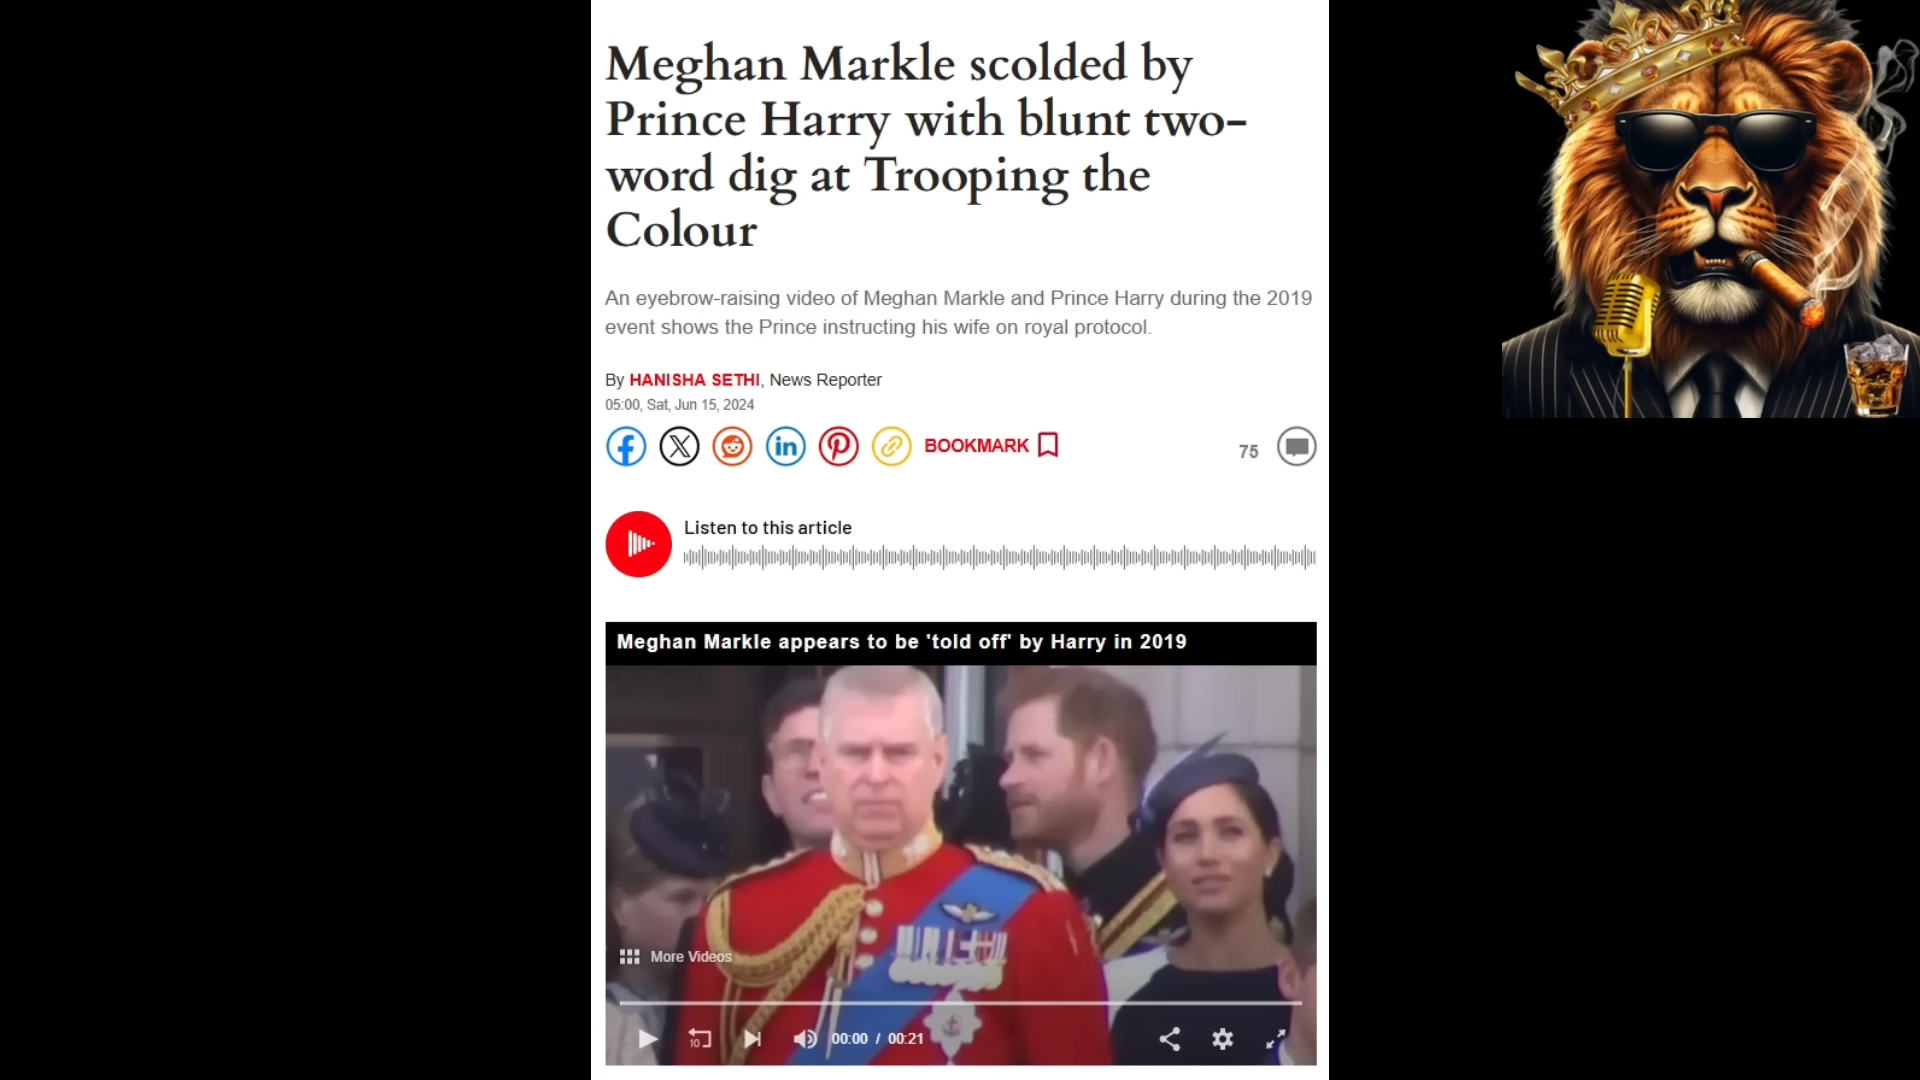 Meghan Markle scolded by
Prince Harry with blunt two-
word dig at Trooping the
Colour
An eyebrow-raising video of Meghan Markle and Prince Harry during the 2019
event shows the Prince instructing his wife on royal protocol.
By HANISHA SETHI, News Reporter
05:00, Sat, Jun 15, 2024
BOOKMARK
75
Listen to this article
Meghan Markle appears to be 'told off' by Harry in 2019
More Videos
10
00:00 / 00:21